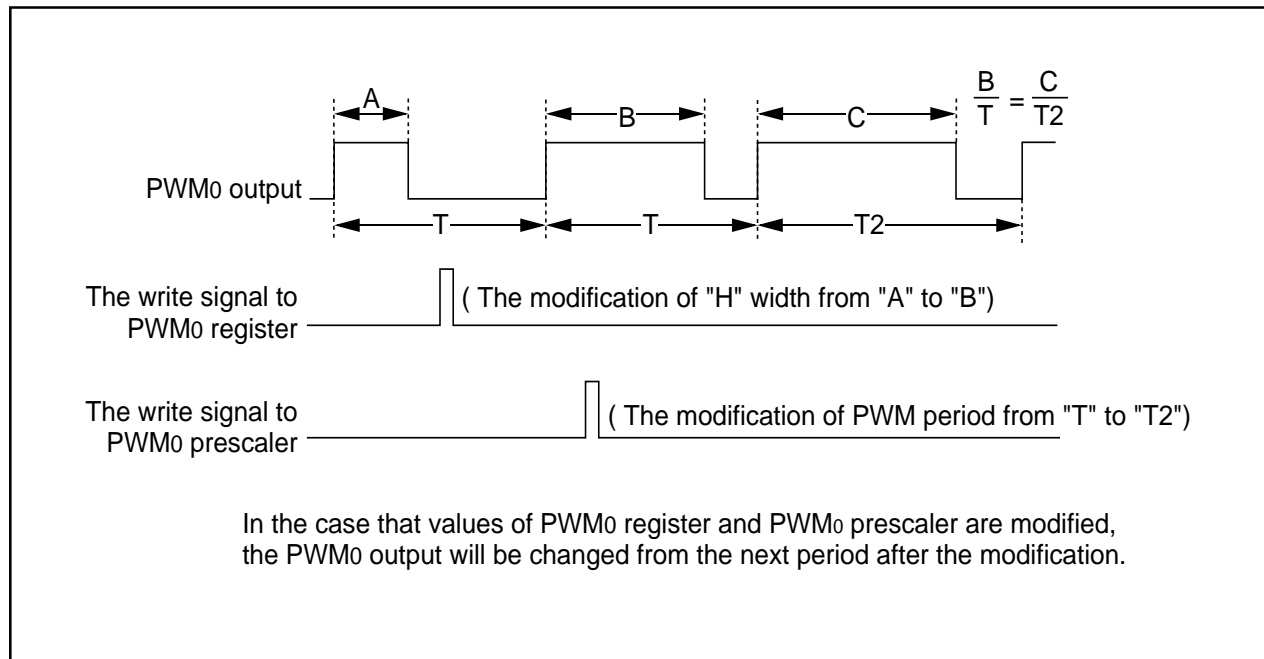 A
B
C
B/T = C/T2
PWM0 output
T
T
T2
The write signal to
PWM0 register
( The modification of "H" width from "A" to "B")
The write signal to
PWM0 prescaler
( The modification of PWM period from "T" to "T2")
In the case that values of PWM0 register and PWM0 prescaler are modified,
the PWM0 output will be changed from the next period after the modification.